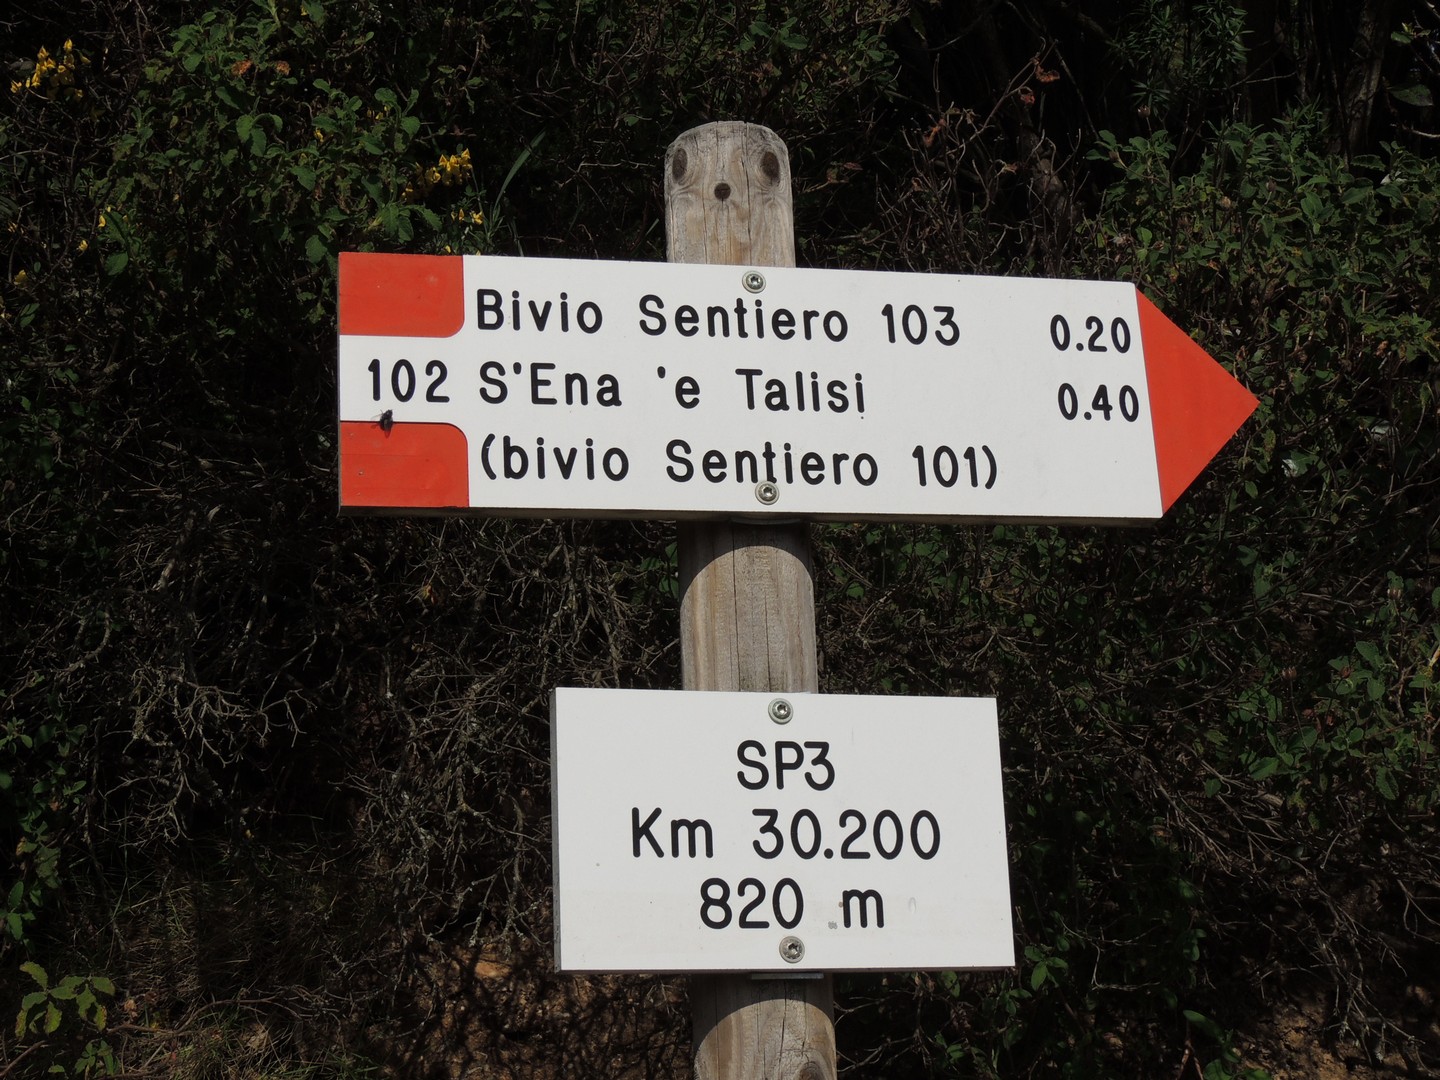 Bivio Sentiero 103 0.20
102 S'Ena 'e Talisi 0.40
(bivio Sentiero 101)
SP3
Km 30.200
820 m